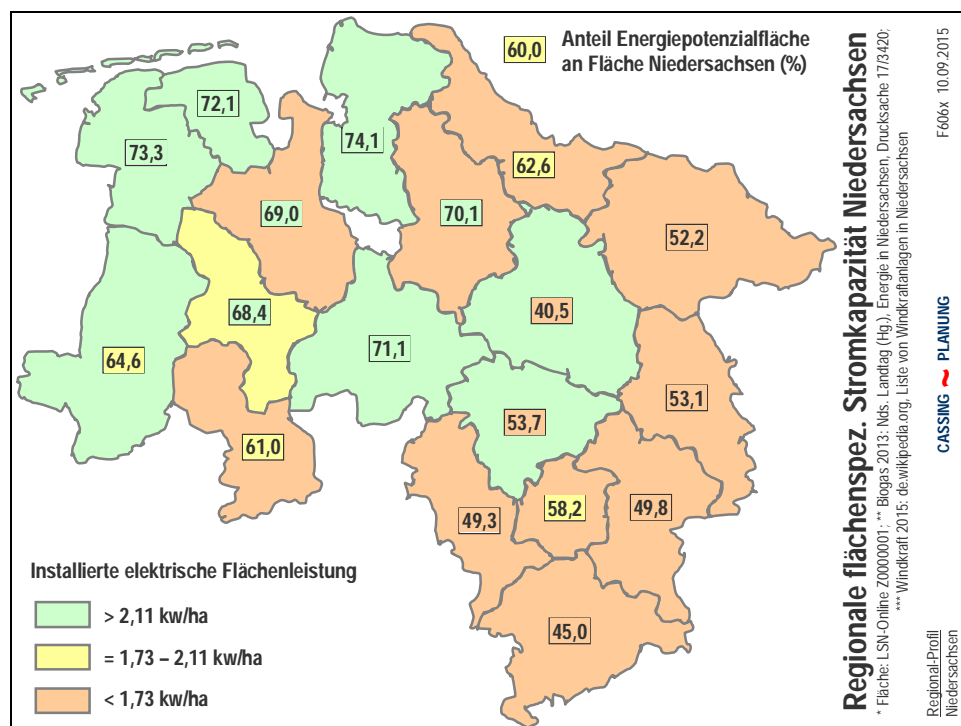 60,0
Anteil Energiepotenzialfläche
an Fläche Niedersachsen (%)
72,1
73,3
74,1
62,6
69,0
70,1
52,2
68,4
40,5
71,1
64,6
53,1
53,7
61,0
58,2
49,3
49,8
45,0
Installierte elektrische Flächenleistung
> 2,11 kw/ha
= 1,73 – 2,11 kw/ha
< 1,73 kw/ha
Regionale flächenspez. Stromkapazität Niedersachsen
* Fläche: LSN-Online Z0000001; ** Biogas 2013: Nds. Landtag (Hg.), Energie in Niedersachsen, Drucksache 17/3420;
*** Windkraft 2015: de.wikipedia.org, Liste von Windkraftanlagen in Niedersachsen
Regional-Profil
Niedersachsen
CASSING ~ PLANUNG
F606x 10.09.2015